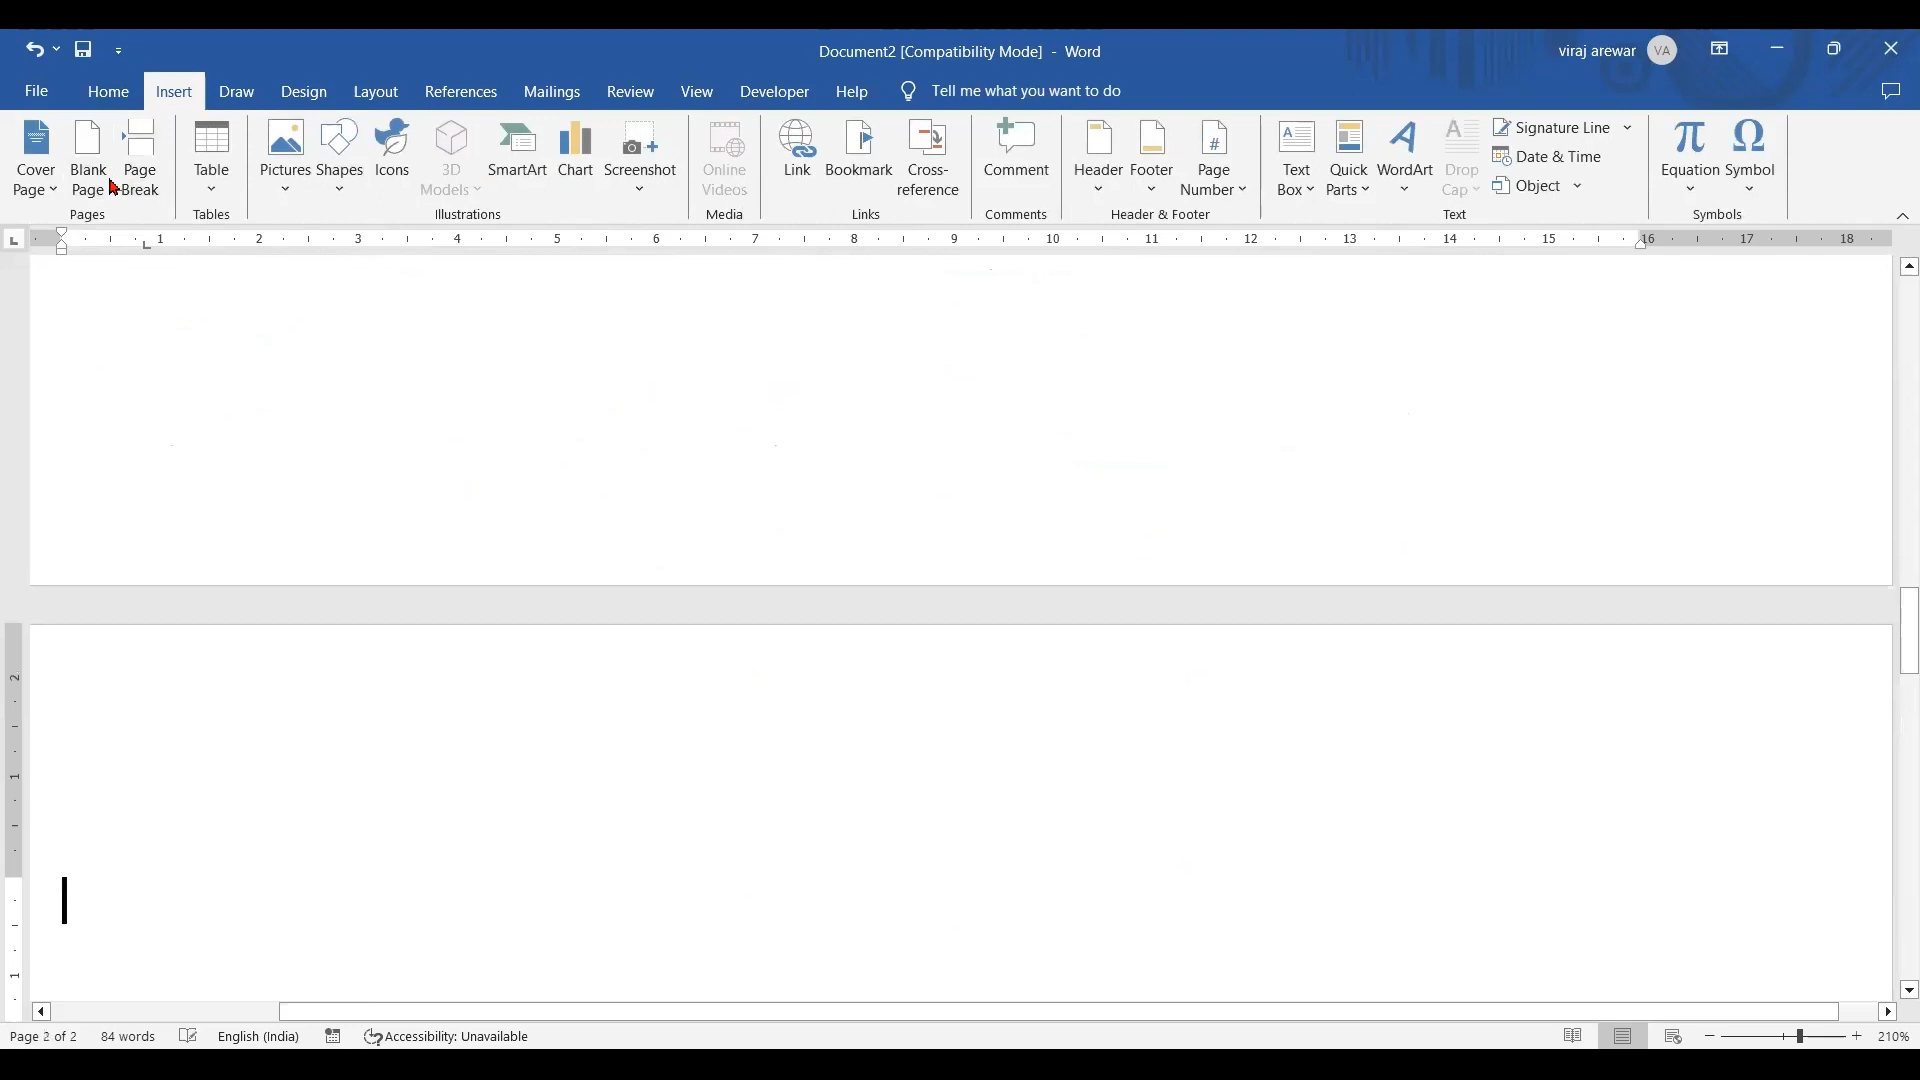 Document2 [Compatibility Mode] - Word
viraj arewar VA
File Home Insert Draw Design Layout References Mailings Review View Developer Help Tell me what you want to do
Cover Page
Blank Page
Page Break
Pages
Table
Tables
Pictures
Shapes
Icons
3D Models
SmartArt
Chart
Screenshot
Illustrations
Online Videos
Media
Link
Bookmark
Cross-reference
Links
Comment
Comments
Header
Footer
Page Number
Header & Footer
Text Box
Quick Parts
WordArt
Drop Cap
Signature Line
Date & Time
Object
Text
Equation
Symbol
Symbols
1 2 3 4 5 6 7 8 9 10 11 12 13 14 15 16 17 18
2
1
1
Page 2 of 2 84 words English (India) Accessibility: Unavailable 210%